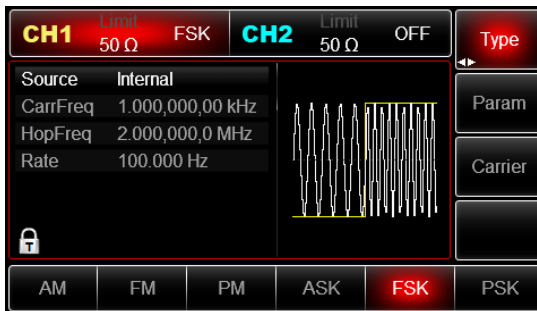 CH1 Limit 50 Ω FSK CH2 Limit 50 Ω OFF Type
Source Internal
CarrFreq 1.000,000,00 kHz
HopFreq 2.000,000,0 MHz
Rate 100.000 Hz
Param
Carrier
T
AM FM PM ASK FSK PSK